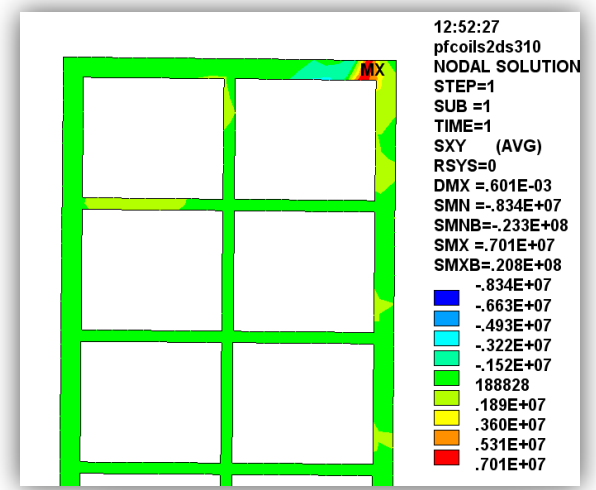 12:52:27
pfcoils2ds310
NODAL SOLUTION
STEP=1
SUB =1
TIME=1
SXY (AVG)
RSYS=0
DMX =.601E-03
SMN =-.834E+07
SMNB=-.233E+08
SMX =.701E+07
SMXB=.208E+08
-.834E+07
-.663E+07
-.493E+07
-.322E+07
-.152E+07
188828
.189E+07
.360E+07
.531E+07
.701E+07
MX